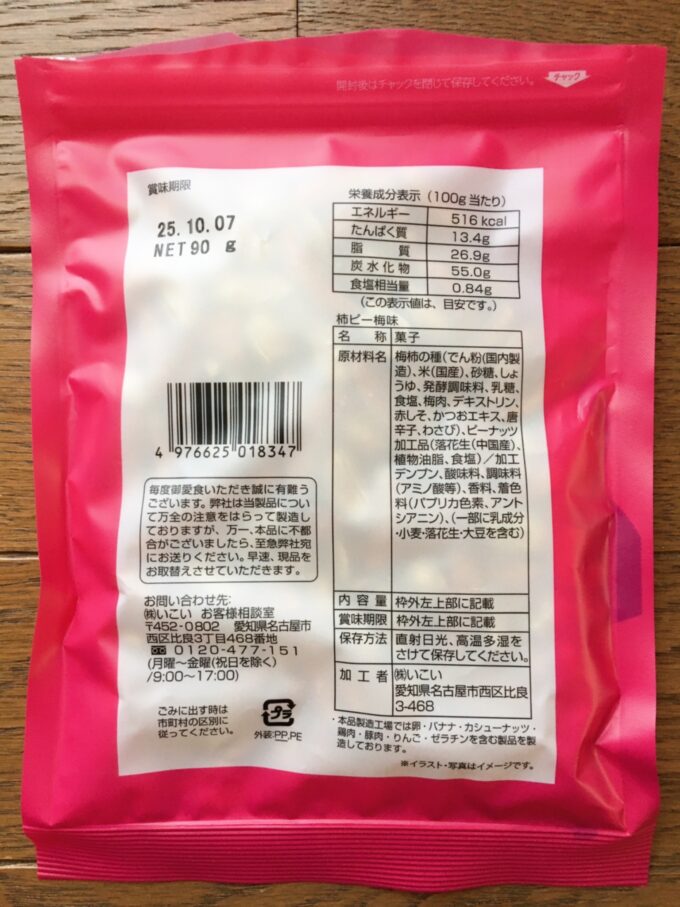 開封後はチャックを閉じて保存してください。
チャック
賞味期限
25.10.07
NET 90 g
栄養成分表示(100g当たり)
エネルギー 516 kcal
たんぱく質 13.4g
脂質 26.9g
炭水化物 55.0g
食塩相当量 0.84g
(この表示値は、目安です。)
柿ピー梅味
名称 菓子
原材料名 梅柿の種(でん粉(国内製
造)、米(国産)、砂糖、しょ
うゆ、発酵調味料、乳糖、
食塩、梅肉、デキストリン、
赤しそ、かつおエキス、唐
辛子、わさび)、ピーナッツ
加工品(落花生(中国産)、
植物油脂、食塩)/加工
デンプン、酸味料、調味料
(アミノ酸等)、香料、着色
料(パプリカ色素、アント
シアニン)、(一部に乳成分
・小麦・落花生・大豆を含む)
内容量 枠外左上部に記載
賞味期限 枠外左上部に記載
保存方法 直射日光、高温多湿を
さけて保存してください。
加工者 ㈱いこい
愛知県名古屋市西区比良
3-468
・本品製造工場では卵・バナナ・カシューナッツ・
鶏肉・豚肉・りんご・ゼラチンを含む製品を製
造しております。
※イラスト・写真はイメージです。
4 976625 018347
毎度御愛食いただき誠に有難う
ございます。弊社は当製品につい
て万全の注意をはらって製造し
ておりますが、万一、本品に不都
合がございましたら、至急弊社宛
にお送りください。早速、現品を
お取替えさせていただきます。
お問い合わせ先:
㈱いこい お客様相談室
〒452-0802 愛知県名古屋市
西区比良3丁目468番地
0120-477-151
(月曜〜金曜(祝日を除く)
/9:00〜17:00)
ごみに出す時は
市町村の区別に
従ってください。
プラ
外装:PP,PE